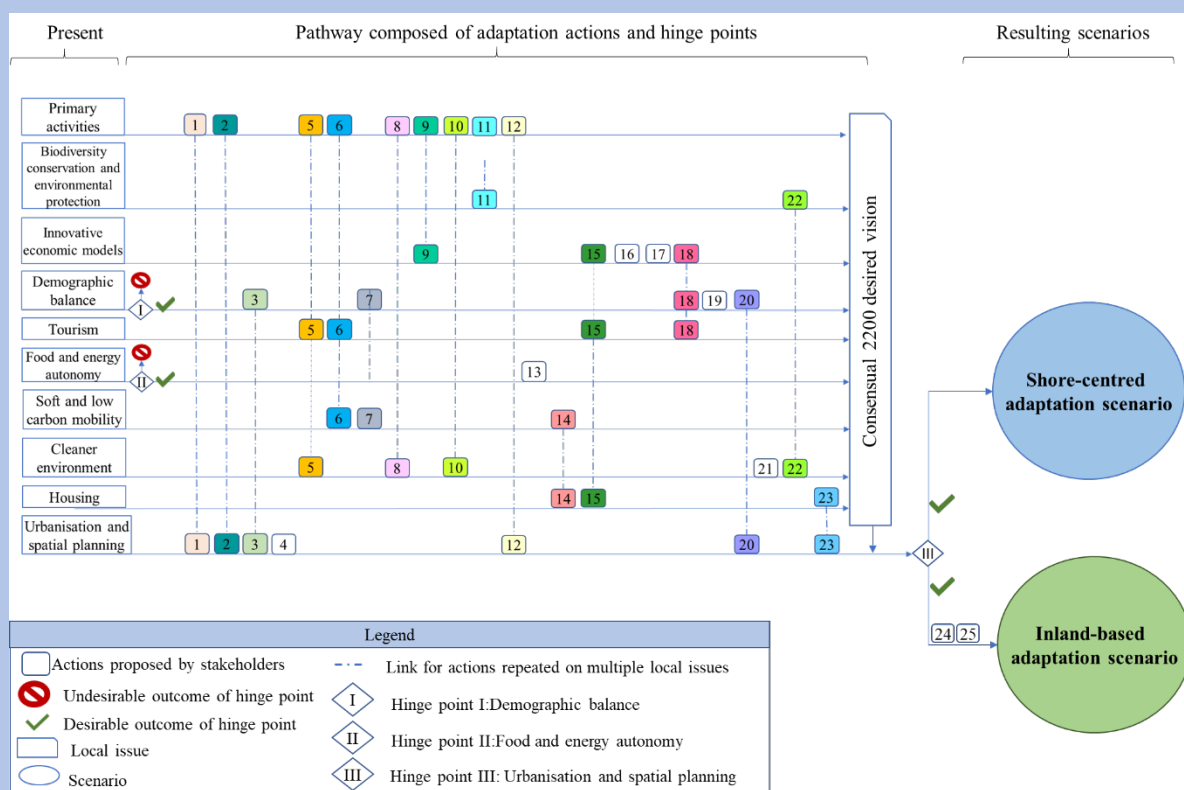 Present
Pathway composed of adaptation actions and hinge points
Resulting scenarios
Primary
activities
1 2 5 6 8 9 10 11 12
Biodiversity
conservation and
environmental
protection
11 22
Innovative
economic models
9 15 16 17 18
Demographic
balance
I
3 7 18 19 20
Tourism
5 6 15 18
Food and energy
autonomy
II
13
Soft and low
carbon mobility
6 7 14
Cleaner
environment
5 8 10 21 22
Housing
14 15 23
Urbanisation and
spatial planning
1 2 3 4 12 20 23
Consensual 2200 desired vision
III
Shore-centred
adaptation scenario
24 25
Inland-based
adaptation scenario
Legend
Actions proposed by stakeholders
Undesirable outcome of hinge point
Desirable outcome of hinge point
Local issue
Scenario
Link for actions repeated on multiple local issues
I Hinge point I:Demographic balance
II Hinge point II:Food and energy autonomy
III Hinge point III: Urbanisation and spatial planning